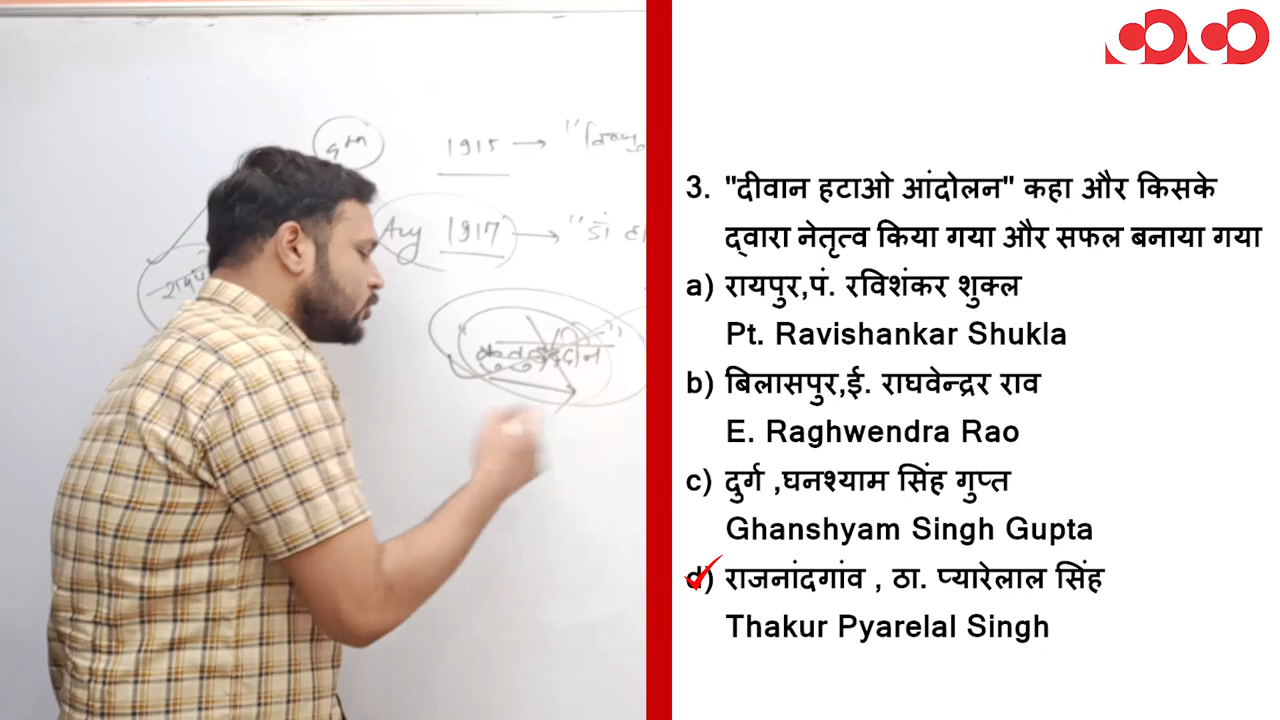 1915 →
Aug 1917 →
3. "दीवान हटाओ आंदोलन" कहा और किसके
द्वारा नेतृत्व किया गया और सफल बनाया गया
a) रायपुर,पं. रविशंकर शुक्ल
Pt. Ravishankar Shukla
b) बिलासपुर,ई. राघवेन्द्रर राव
E. Raghwendra Rao
c) दुर्ग ,घनश्याम सिंह गुप्त
Ghanshyam Singh Gupta
d) राजनांदगांव , ठा. प्यारेलाल सिंह
Thakur Pyarelal Singh